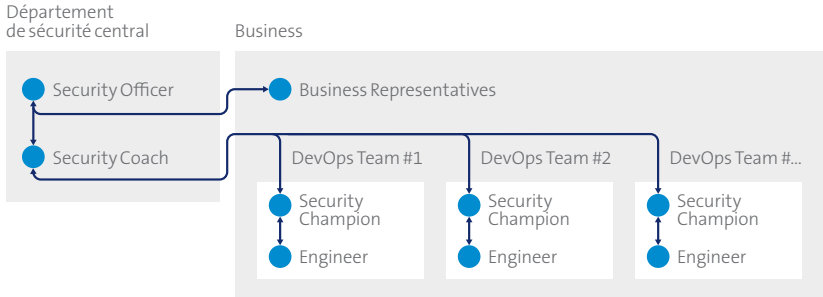 Département
de sécurité central
Business
Security Officer
Business Representatives
Security Coach
DevOps Team #1
DevOps Team #2
DevOps Team #...
Security
Champion
Security
Champion
Security
Champion
Engineer
Engineer
Engineer